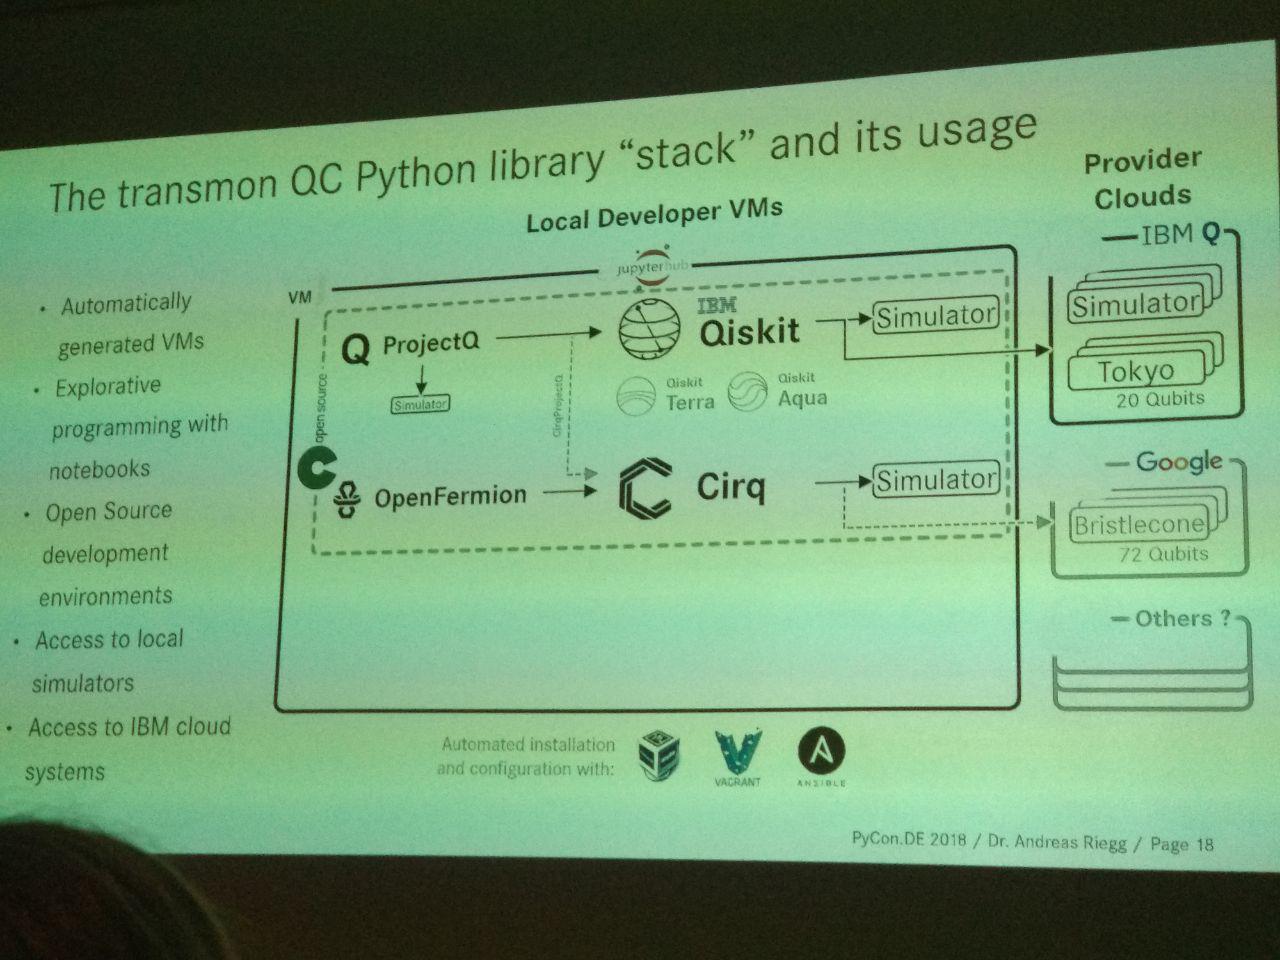 The transmon QC Python library “stack” and its usage
Provider
Clouds
Local Developer VMs
• Automatically
generated VMs
• Explorative
programming with
notebooks
• Open Source
development
environments
• Access to local
simulators
• Access to IBM cloud
systems
VM
jupyterhub
open source
Q ProjectQ
Simulator
CirqProjectQ
IBM
Qiskit
Qiskit
Terra
Qiskit
Aqua
Simulator
OpenFermion
Cirq
Simulator
IBM Q
Simulator
Tokyo
20 Qubits
Google
Bristlecone
72 Qubits
Others ?
Automated installation
and configuration with:
VAGRANT
ANSIBLE
PyCon.DE 2018 / Dr. Andreas Riegg / Page 18